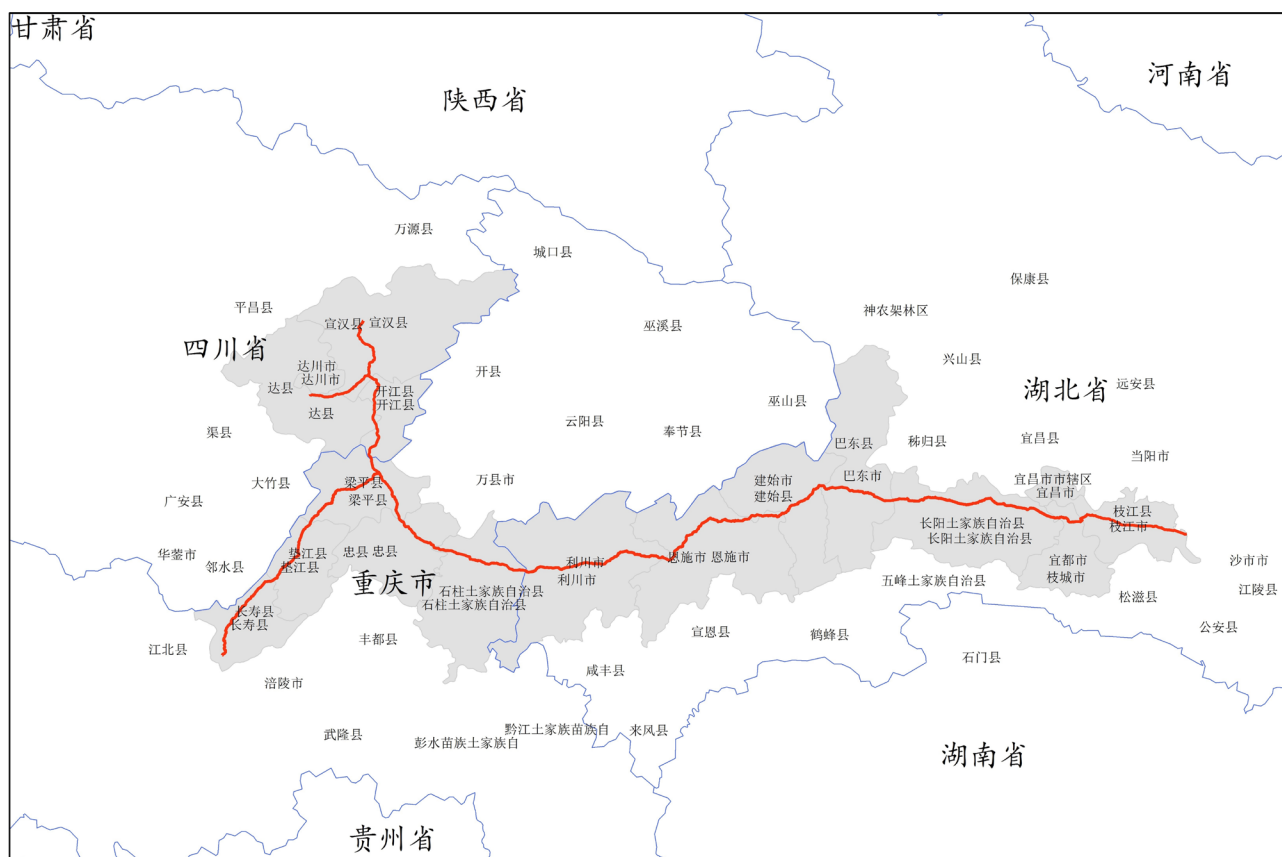 甘肃省
河南省
陕西省
万源县
城口县
保康县
平昌县
神农架林区
宣汉县 宣汉县
巫溪县
四川省
兴山县
达川市
达川市
开县
远安县
达县
开江县
湖北省
开江县
巫山县
达县
云阳县
奉节县
渠县
巴东县
秭归县
宜昌县
当阳市
大竹县
梁平县
万县市
建始市
巴东市
宜昌市市辖区
宜昌市
广安县
梁平县
建始县
枝江县
长阳土家族自治县
枝江市
长阳土家族自治县
华蓥市
垫江县
忠县 忠县
恩施市 恩施市
邻水县
垫江县
利川市
宜都市
沙市市
重庆市
利川市
枝城市
五峰土家族自治县
石柱土家族自治县
江陵县
石柱土家族自治县
松滋县
长寿县
长寿县
公安县
江北县
丰都县
宣恩县
鹤峰县
石门县
咸丰县
涪陵市
武隆县
黔江土家族苗族自
来凤县
彭水苗族土家族自
湖南省
贵州省